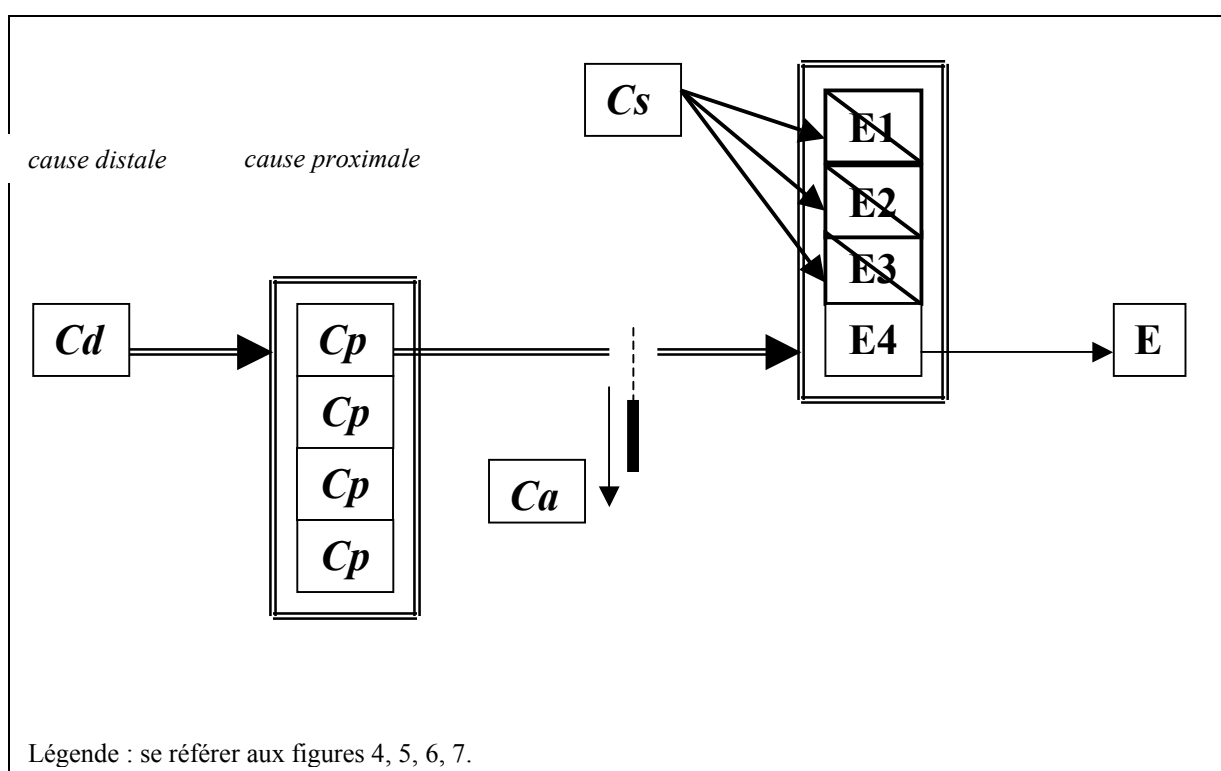 Cs
E1
E2
E3
E4
cause distale
cause proximale
Cd
Cp
Cp
Cp
Cp
Ca
E
Légende : se référer aux figures 4, 5, 6, 7.